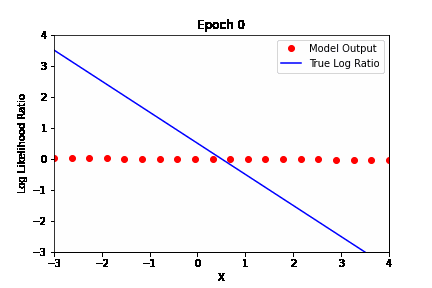 Epoch 0
Model Output
True Log Ratio
Log Likelihood Ratio
4
3
2
1
0
−1
−2
−3
−3 −2 −1 0 1 2 3 4
X